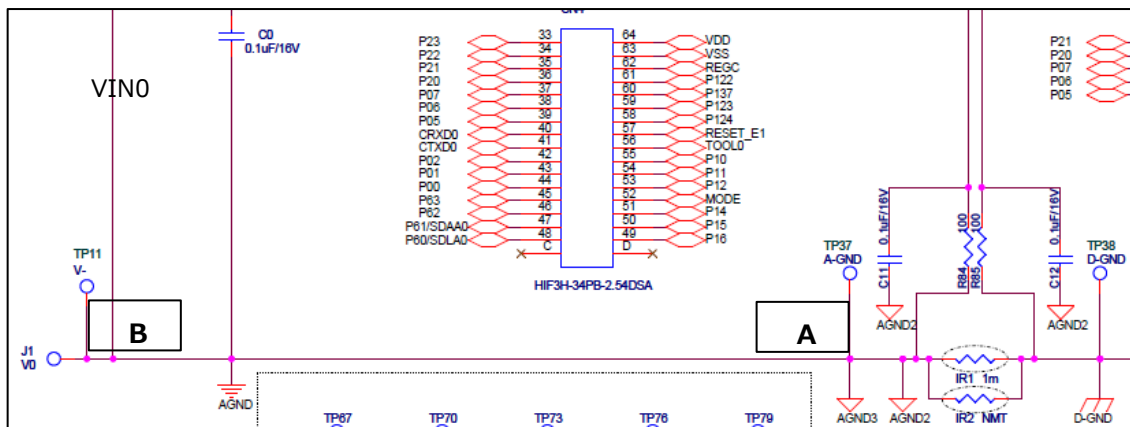 C0
0.1uF/16V
VIN0
P23 33 64 VDD
P22 34 63 VSS
P21 35 62 REGC
P20 36 61 P122
P07 37 60 P137
P06 38 59 P123
P05 39 58 P124
CRXD0 40 57 RESET_E1
CTXD0 41 56 TOOL0
P02 42 55 P10
P01 43 54 P11
P00 44 53 P12
P63 45 52 MODE
P62 46 51 P14
P61/SDAA0 47 50 P15
P60/SDLA0 48 49 P16
C D
HIF3H-34PB-2.54DSA
P21
P20
P07
P06
P05
TP11
V-
B
J1
V0
AGND
A
TP37
A-GND
C11 0.1uF/16V
R84 100
R85 100
C12 0.1uF/16V
TP38
D-GND
AGND2
AGND2
IR1 1m
IR2 NMT
AGND3
AGND2
D-GND
TP67 TP70 TP73 TP76 TP79